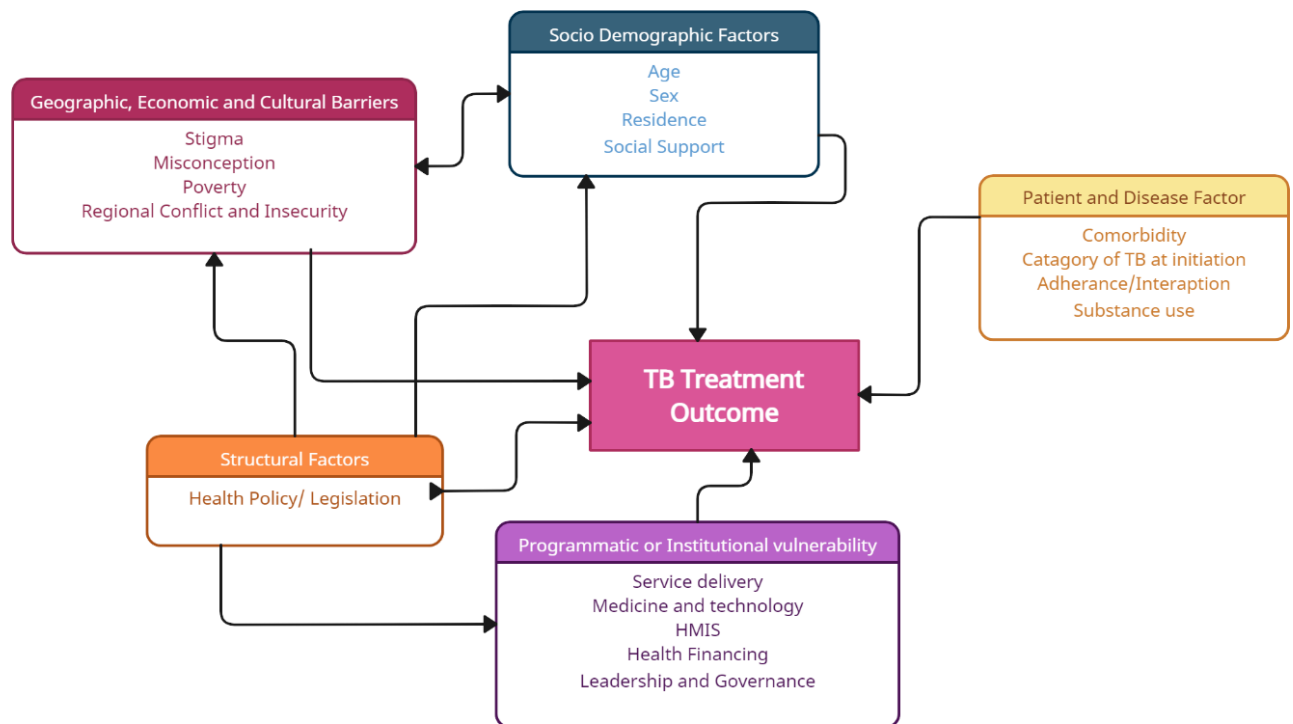 Socio Demographic Factors
Age
Sex
Residence
Social Support
Geographic, Economic and Cultural Barriers
Stigma
Misconception
Poverty
Regional Conflict and Insecurity
Patient and Disease Factor
Comorbidity
Catagory of TB at initiation
Adherance/Interaption
Substance use
TB Treatment
Outcome
Structural Factors
Health Policy/ Legislation
Programmatic or Institutional vulnerability
Service delivery
Medicine and technology
HMIS
Health Financing
Leadership and Governance